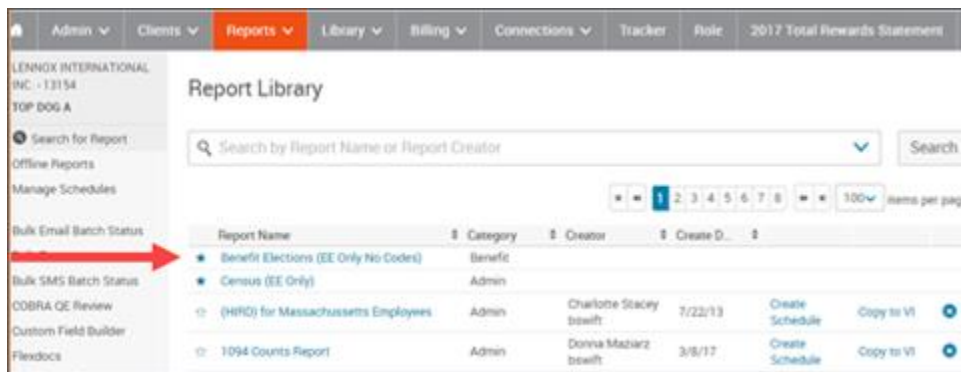 Admin Clients Reports Library Billing Connections Tracker Role 2017 Total Rewards Statement
LENNOX INTERNATIONAL
INC. - 13154
TOP DOG A
Search for Report
Offline Reports
Manage Schedules
Bulk Email Batch Status
Bulk SMS Batch Status
COBRA QE Review
Custom Field Builder
Flexdocs
Report Library
Search by Report Name or Report Creator Search
1 2 3 4 5 6 7 8 100 items per pag
Report Name Category Creator Create D...
Benefit Elections (EE Only No Codes) Benefit
Census (EE Only) Admin
(HIRD) for Massachussetts Employees Admin Charlotte Stacey bswift 7/22/13 Create Schedule Copy to VI
1094 Counts Report Admin Donna Maziarz bswift 3/8/17 Create Schedule Copy to VI